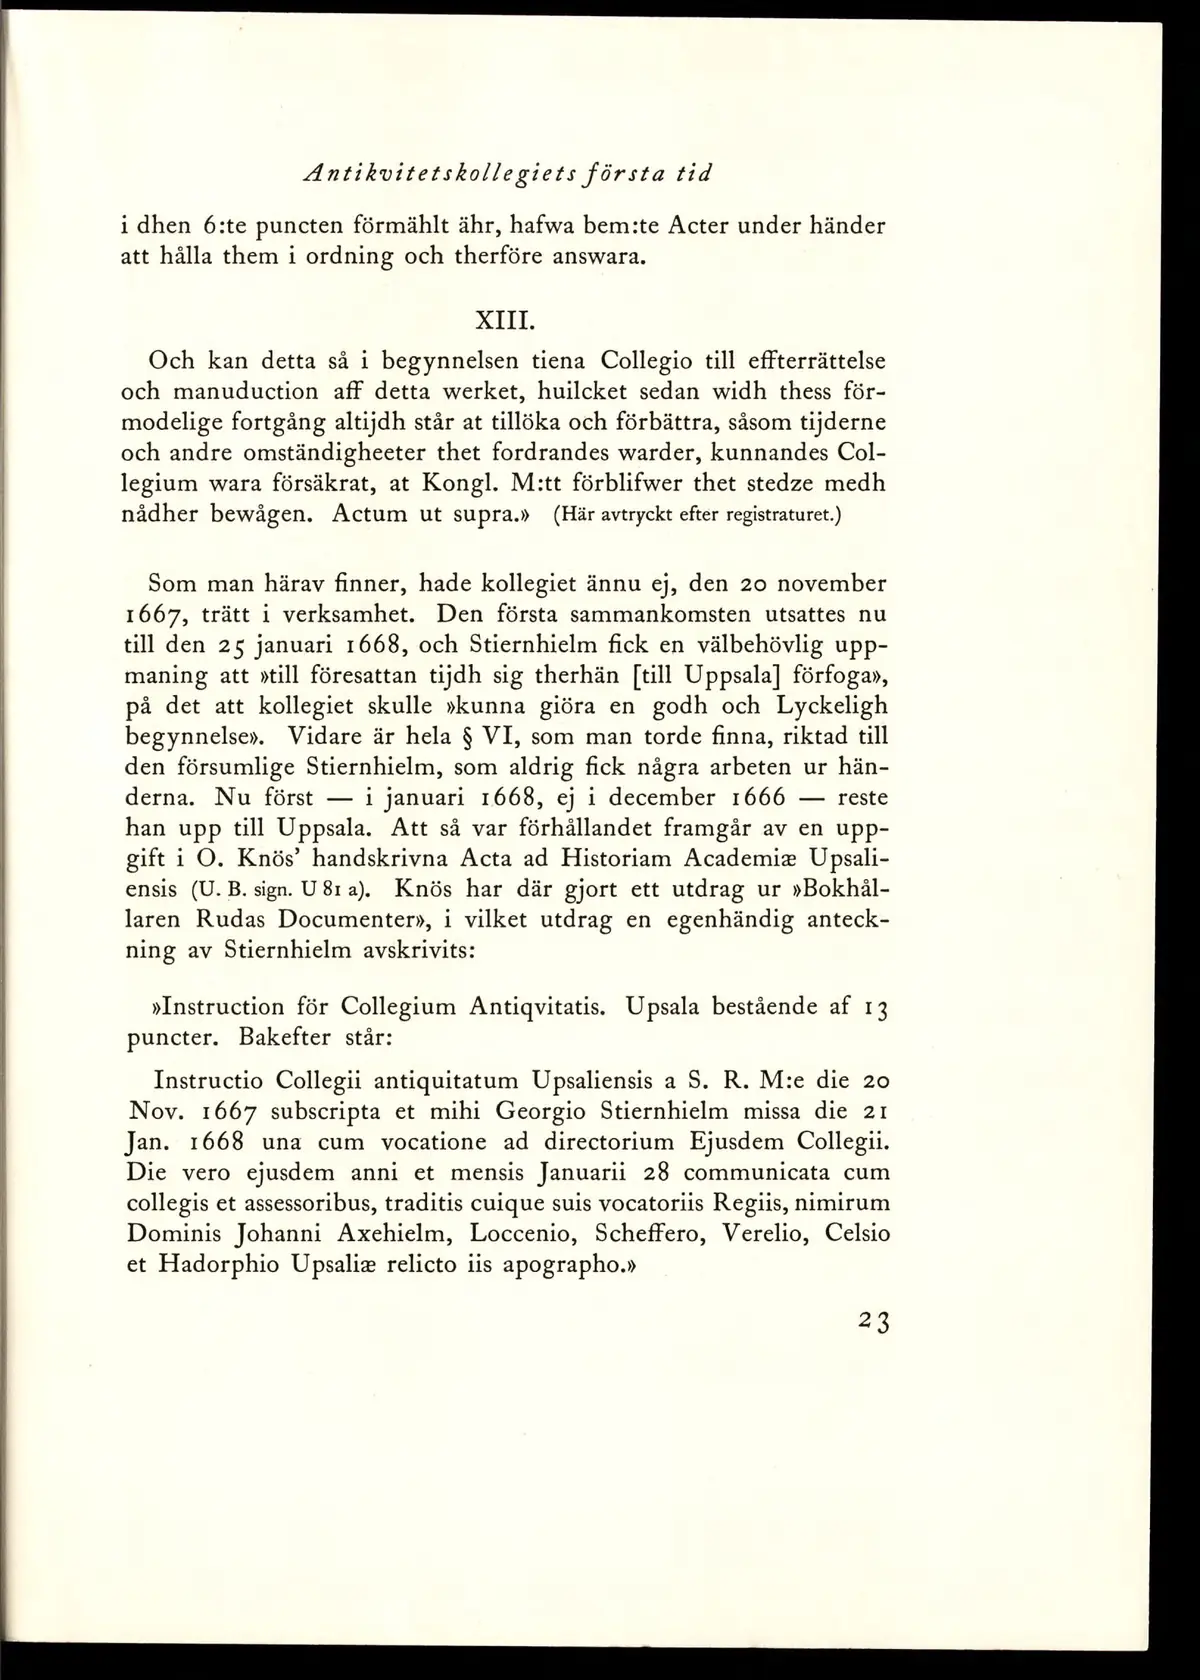 Antikvitetskollegiets första tid
i dhen 6:te puncten förmählt ähr, hafwa bem:te Acter under händer
att hålla them i ordning och therföre answara.
XIII.
Och kan detta så i begynnelsen tiena Collegio till effterrättelse
och manuduction aff detta werket, huilcket sedan widh thess för-
modelige fortgång altijdh står at tillöka och förbättra, såsom tijderne
och andre omständigheeter thet fordrandes warder, kunnandes Col-
legium wara försäkrat, at Kongl. M:tt förblifwer thet stedze medh
nådher bewågen. Actum ut supra.» (Här avtryckt efter registraturet.)
Som man härav finner, hade kollegiet ännu ej, den 20 november
1667, trätt i verksamhet. Den första sammankomsten utsattes nu
till den 25 januari 1668, och Stiernhielm fick en välbehövlig upp-
maning att »till föresattan tijdh sig therhän [till Uppsala] förfoga»,
på det att kollegiet skulle »kunna giöra en godh och Lyckeligh
begynnelse». Vidare är hela § VI, som man torde finna, riktad till
den försumlige Stiernhielm, som aldrig fick några arbeten ur hän-
derna. Nu först — i januari 1668, ej i december 1666 — reste
han upp till Uppsala. Att så var förhållandet framgår av en upp-
gift i O. Knös’ handskrivna Acta ad Historiam Academiæ Upsali-
ensis (U. B. sign. U 81 a). Knös har där gjort ett utdrag ur »Bokhål-
laren Rudas Documenter», i vilket utdrag en egenhändig anteck-
ning av Stiernhielm avskrivits:
»Instruction för Collegium Antiqvitatis. Upsala bestående af 13
puncter. Bakefter står:
Instructio Collegii antiquitatum Upsaliensis a S. R. M:e die 20
Nov. 1667 subscripta et mihi Georgio Stiernhielm missa die 21
Jan. 1668 una cum vocatione ad directorium Ejusdem Collegii.
Die vero ejusdem anni et mensis Januarii 28 communicata cum
collegis et assessoribus, traditis cuique suis vocatoriis Regiis, nimirum
Dominis Johanni Axehielm, Loccenio, Scheffero, Verelio, Celsio
et Hadorphio Upsaliæ relicto iis apographo.»
23